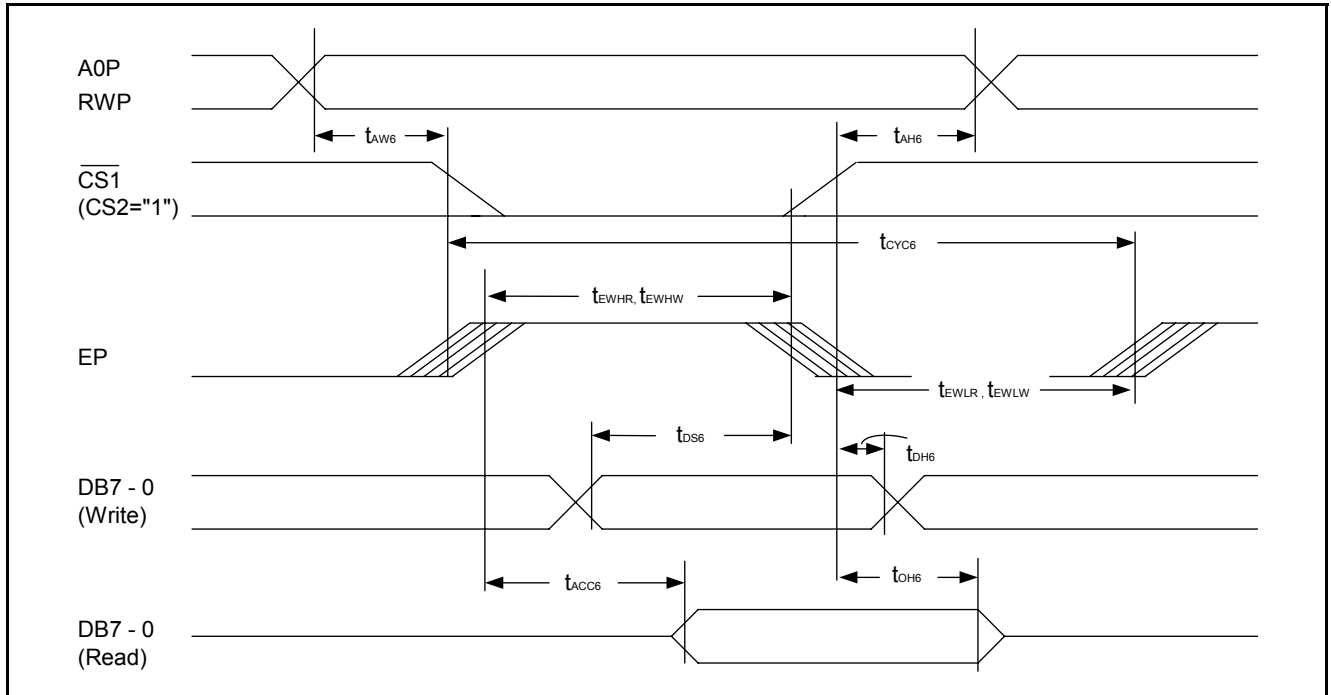 A0P
RWP
tAW6
tAH6
CS1
(CS2="1")
tCYC6
tEWHR, tEWHW
EP
tEWLR , tEWLW
tDS6
tDH6
DB7 - 0
(Write)
tACC6
tOH6
DB7 - 0
(Read)